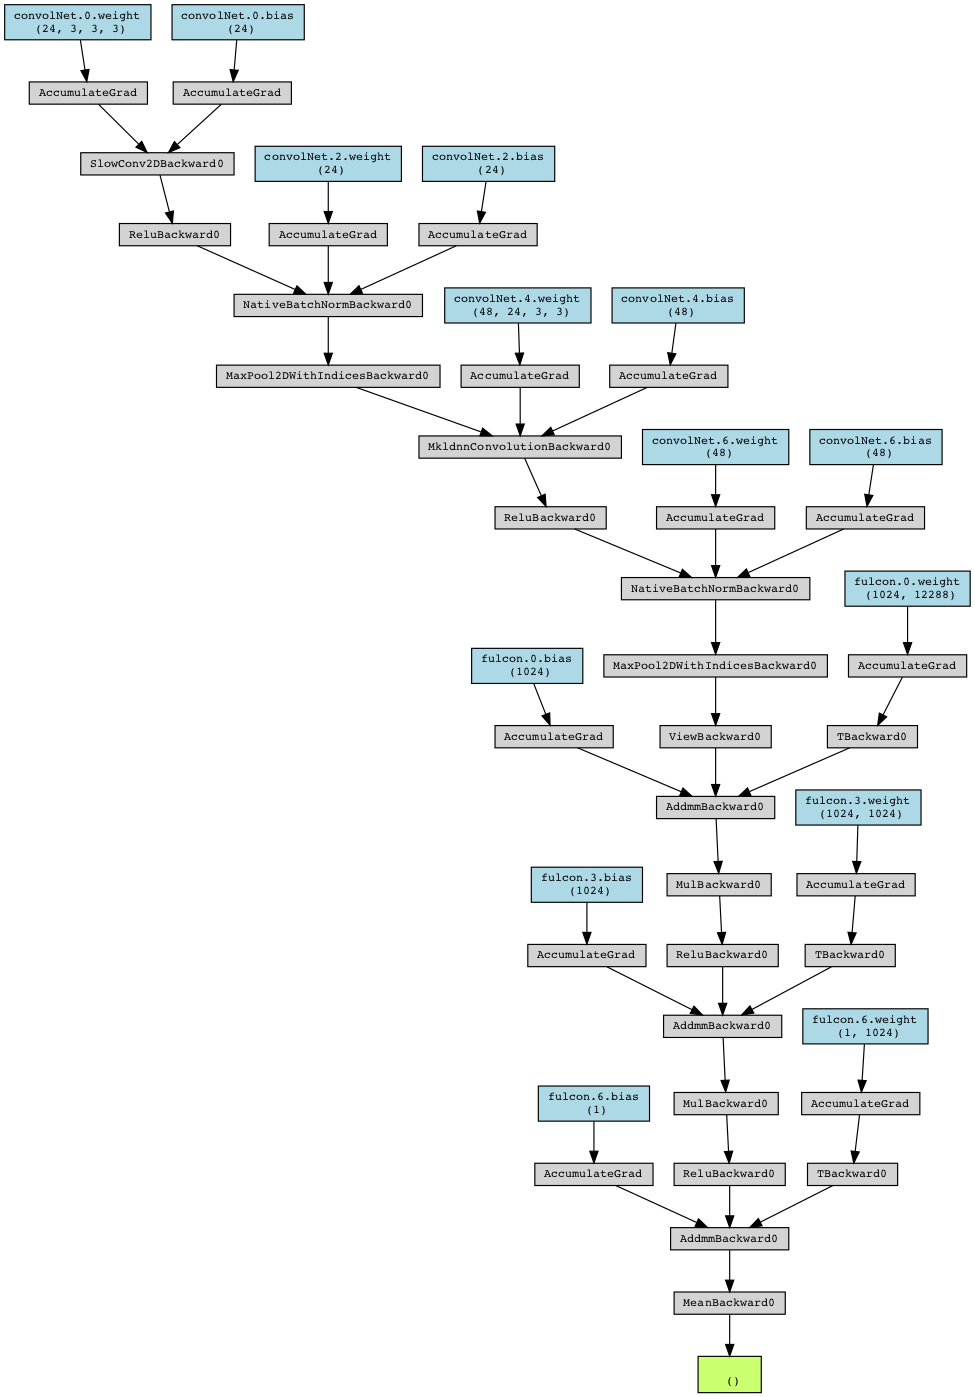 convolNet.0.weight
(24, 3, 3, 3)
convolNet.0.bias
(24)
AccumulateGrad
AccumulateGrad
SlowConv2DBackward0
convolNet.2.weight
(24)
convolNet.2.bias
(24)
ReluBackward0
AccumulateGrad
AccumulateGrad
NativeBatchNormBackward0
convolNet.4.weight
(48, 24, 3, 3)
convolNet.4.bias
(48)
MaxPool2DWithIndicesBackward0
AccumulateGrad
AccumulateGrad
MkldnnConvolutionBackward0
convolNet.6.weight
(48)
convolNet.6.bias
(48)
ReluBackward0
AccumulateGrad
AccumulateGrad
NativeBatchNormBackward0
fulcon.0.weight
(1024, 12288)
fulcon.0.bias
(1024)
MaxPool2DWithIndicesBackward0
AccumulateGrad
AccumulateGrad
ViewBackward0
TBackward0
AddmmBackward0
fulcon.3.weight
(1024, 1024)
fulcon.3.bias
(1024)
MulBackward0
AccumulateGrad
AccumulateGrad
ReluBackward0
TBackward0
AddmmBackward0
fulcon.6.weight
(1, 1024)
fulcon.6.bias
(1)
MulBackward0
AccumulateGrad
AccumulateGrad
ReluBackward0
TBackward0
AddmmBackward0
MeanBackward0
()